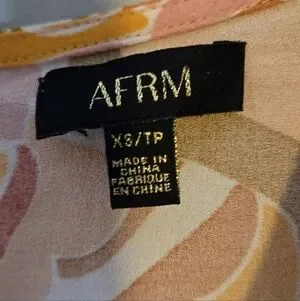 AFRM
XS/TP
MADE IN
CHINA
FABRIQUE
EN CHINE